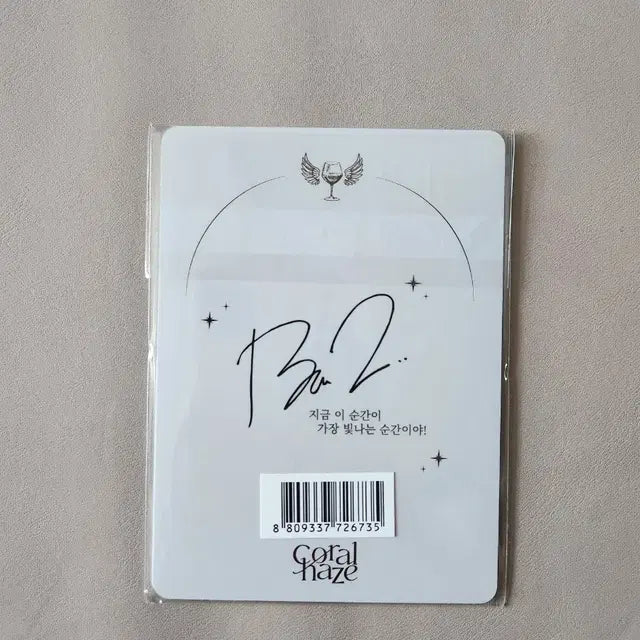 지금 이 순간이
가장 빛나는 순간이야!
8 809337 726735
coral
haze